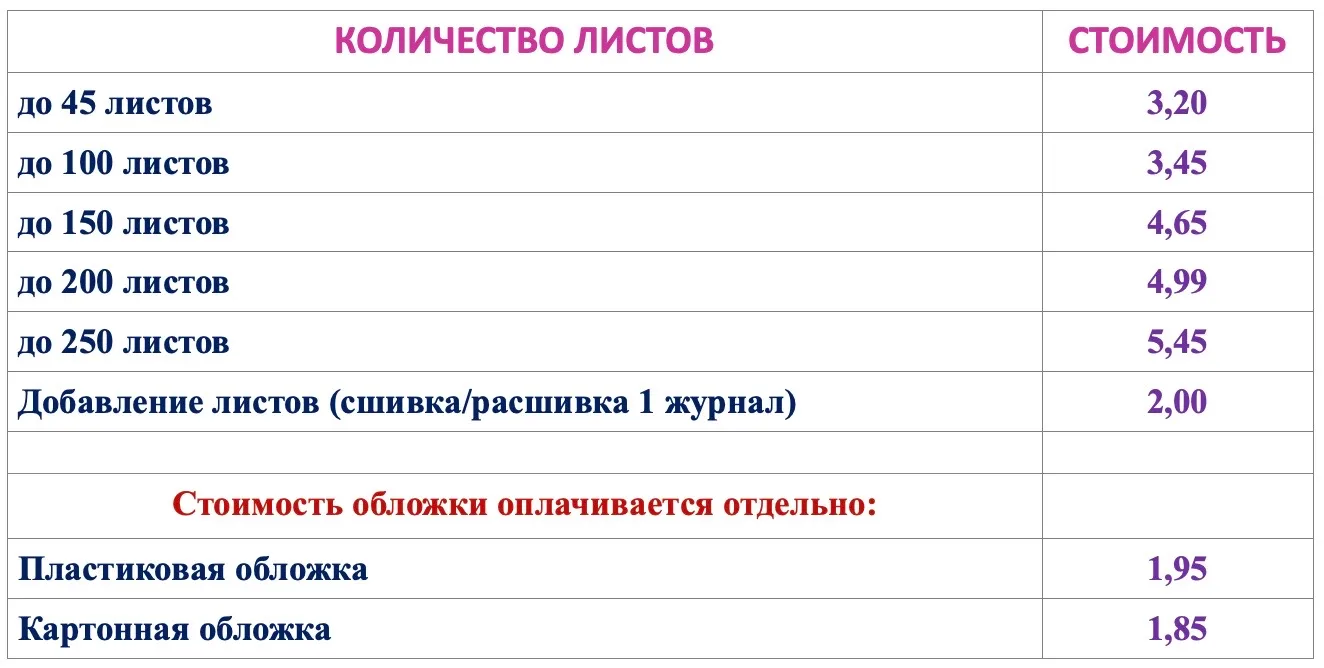 КОЛИЧЕСТВО ЛИСТОВ СТОИМОСТЬ
до 45 листов 3,20
до 100 листов 3,45
до 150 листов 4,65
до 200 листов 4,99
до 250 листов 5,45
Добавление листов (сшивка/расшивка 1 журнал) 2,00
Стоимость обложки оплачивается отдельно:
Пластиковая обложка 1,95
Картонная обложка 1,85